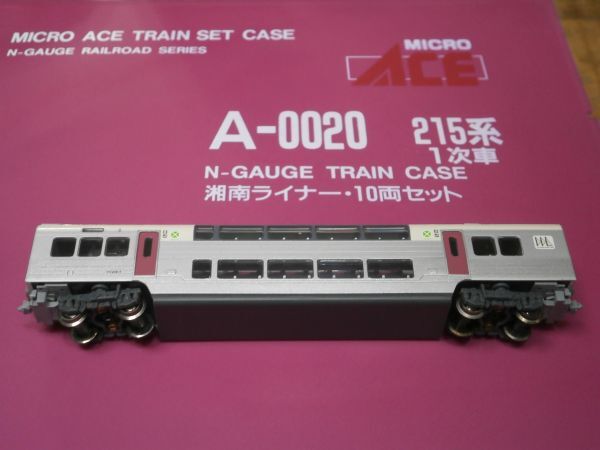 MICRO ACE TRAIN SET CASE
N-GAUGE RAILROAD SERIES
MICRO
ACE
A-0020 215系
1次車
N-GAUGE TRAIN CASE
湘南ライナー・10両セット